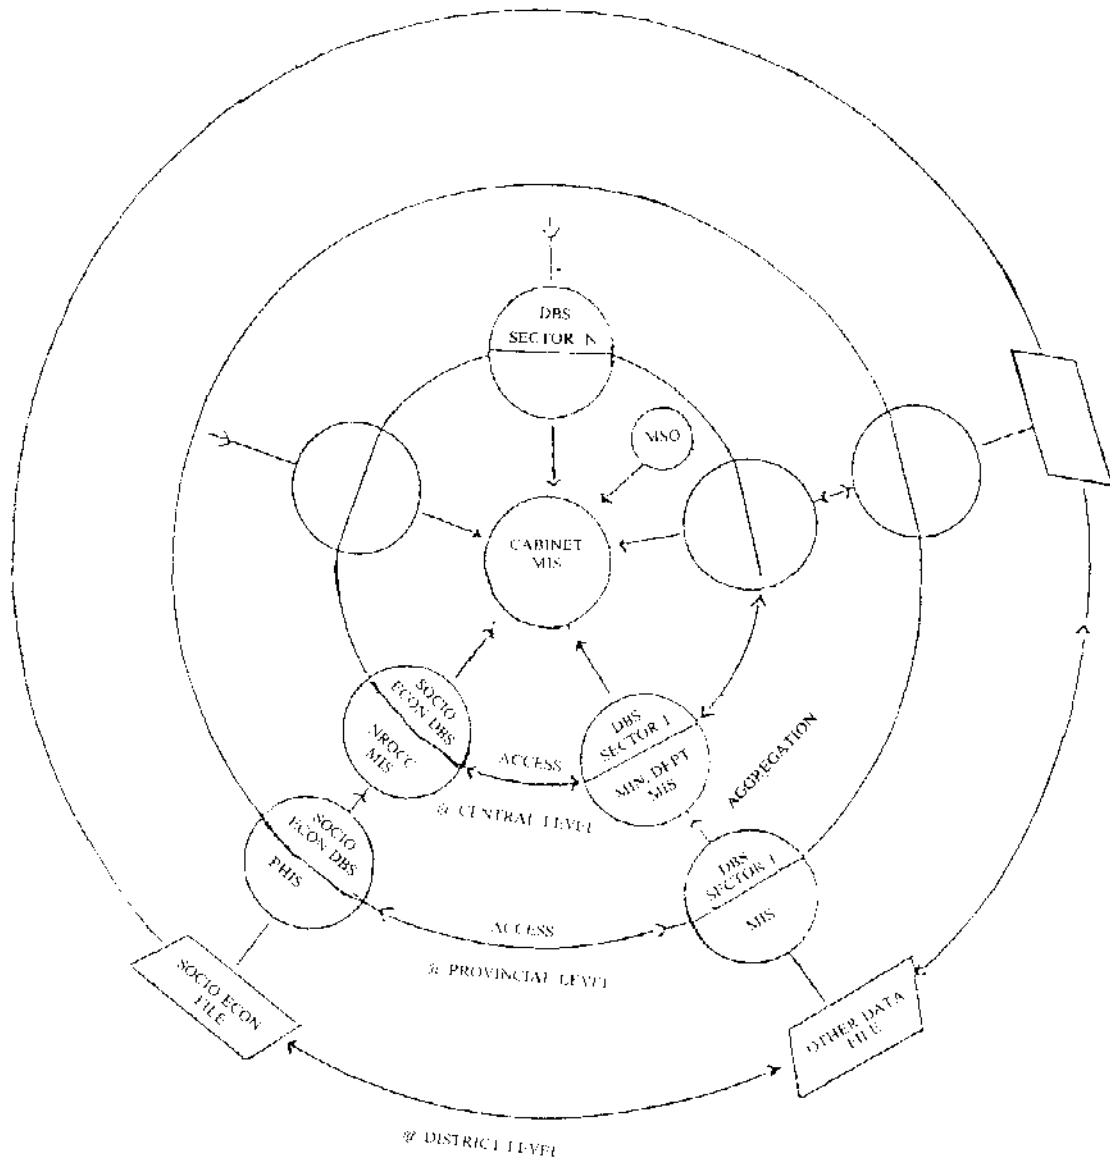 DBS
SECTOR N
MSO
CABINET
MIS
SOCIO
ECON DBS
NROCC
MIS
DBS
SECTOR 1
MIN. DEPT
MIS
ACCESS
@ CENTRAL LEVEL
AGGREGATION
SOCIO
ECON DBS
PHIS
DBS
SECTOR 1
MIS
ACCESS
@ PROVINCIAL LEVEL
SOCIO ECON
FILE
OTHER DATA
FILE
@ DISTRICT LEVEL